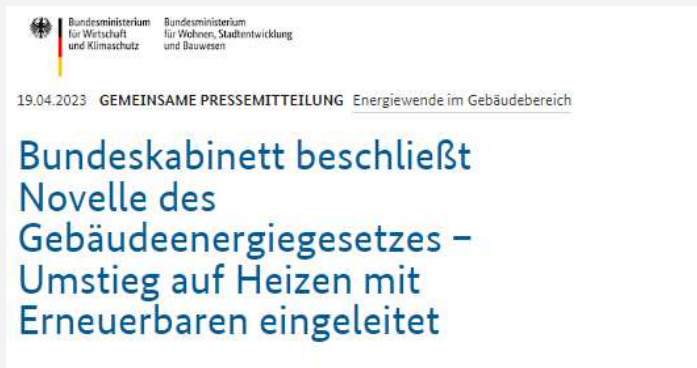 Bundesministerium
für Wirtschaft
und Klimaschutz
Bundesministerium
für Wohnen, Stadtentwicklung
und Bauwesen
19.04.2023 GEMEINSAME PRESSEMITTEILUNG Energiewende im Gebäudebereich
Bundeskabinett beschließt
Novelle des
Gebäudeenergiegesetzes –
Umstieg auf Heizen mit
Erneuerbaren eingeleitet